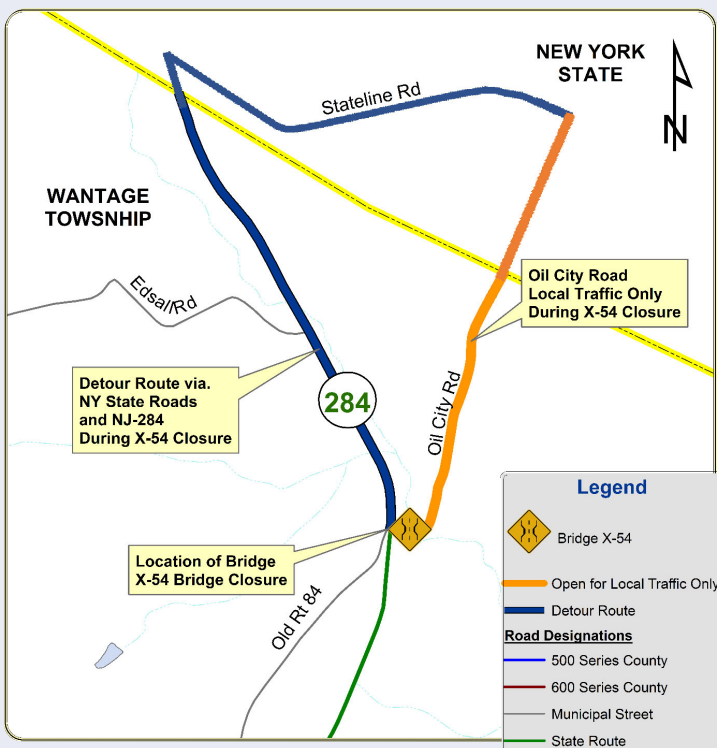 NEW YORK
STATE
Stateline Rd
N
WANTAGE
TOWSNHIP
Edsal/Rd
Oil City Road
Local Traffic Only
During X-54 Closure
Detour Route via.
NY State Roads
and NJ-284
During X-54 Closure
284
Oil City Rd
Location of Bridge
X-54 Bridge Closure
Old Rt 84
Legend
Bridge X-54
Open for Local Traffic Only
Detour Route
Road Designations
500 Series County
600 Series County
Municipal Street
State Route